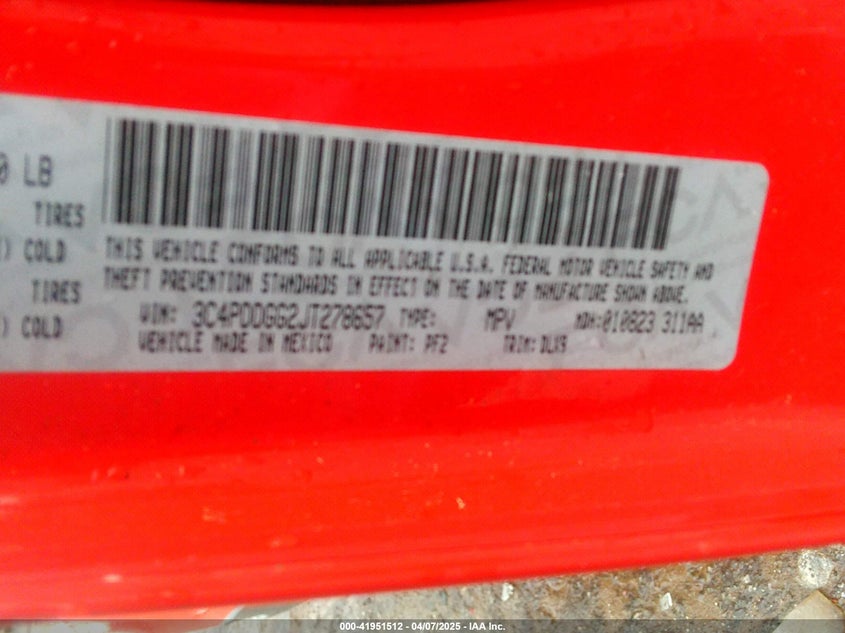 0 LB
TIRES
) COLD
TIRES
) COLD
THIS VEHICLE CONFORMS TO ALL APPLICABLE U.S.A. FEDERAL MOTOR VEHICLE SAFETY AND
THEFT PREVENTION STANDARDS IN EFFECT ON THE DATE OF MANUFACTURE SHOWN ABOVE.
VIN: 3C4PDDGG2JT278657 TYPE: MPV MDH:010823 311AA
VEHICLE MADE IN MEXICO PAINT: PF2 TRIM:DLX9
000-41951512 - 04/07/2025 - IAA Inc.